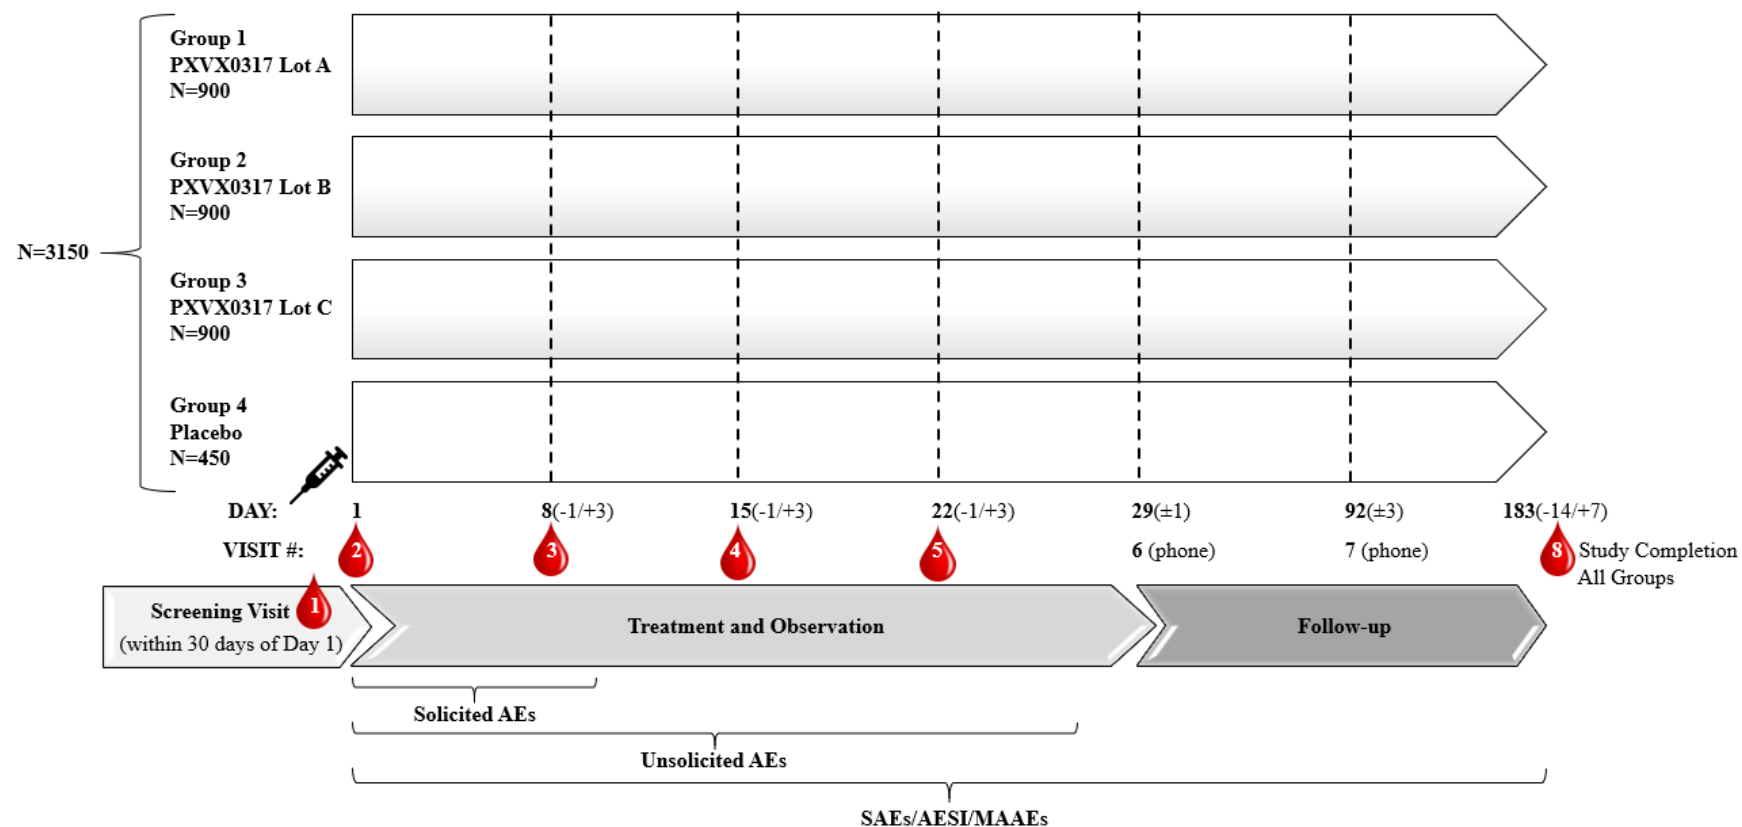 Group 1
PXVX0317 Lot A
N=900
Group 2
PXVX0317 Lot B
N=900
N=3150
Group 3
PXVX0317 Lot C
N=900
Group 4
Placebo
N=450
DAY: 1 8(-1/+3) 15(-1/+3) 22(-1/+3) 29(±1) 92(±3) 183(-14/+7)
VISIT #: 2 3 4 5 6 (phone) 7 (phone) 8 Study Completion
All Groups
Screening Visit 1
(within 30 days of Day 1)
Treatment and Observation
Follow-up
Solicited AEs
Unsolicited AEs
SAEs/AESI/MAAEs